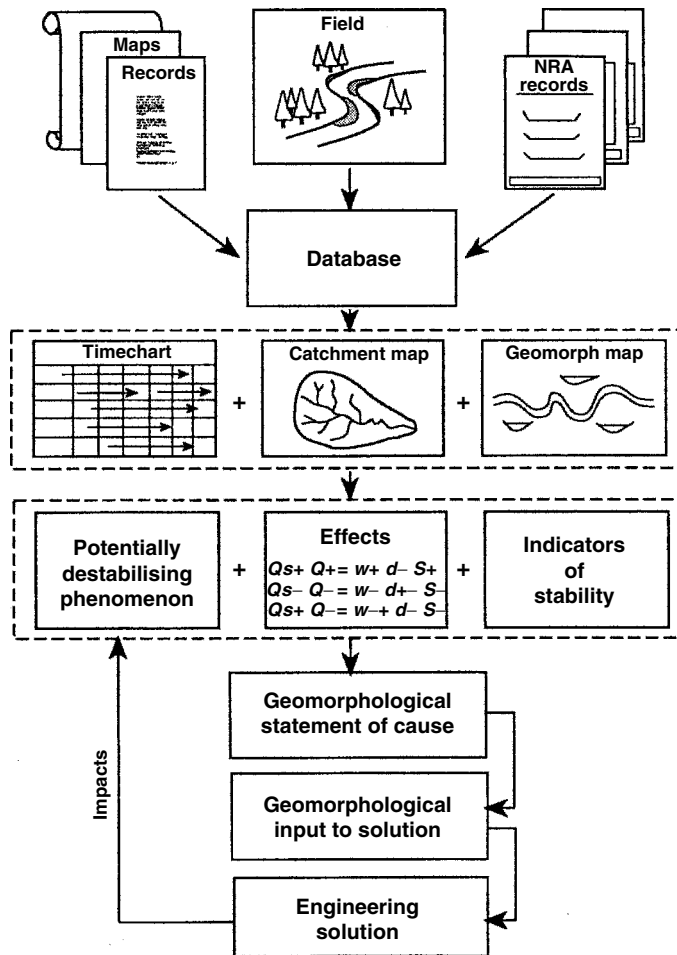 Maps
Records
Field
NRA
records
Database
Timechart
+
Catchment map
+
Geomorph map
Potentially
destabilising
phenomenon
+
Effects
Qs+ Q+= w+ d– S+
Qs– Q–= w– d+– S–
Qs+ Q–= w–+ d– S–
+
Indicators
of
stability
Geomorphological
statement of cause
Impacts
Geomorphological
input to solution
Engineering
solution